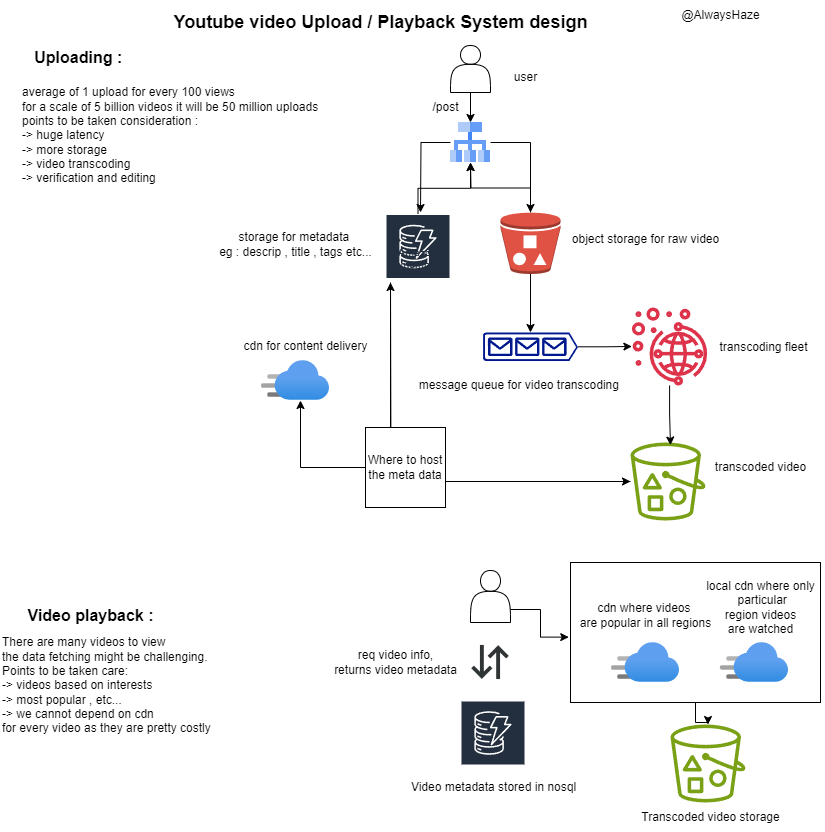 Youtube video Upload / Playback System design
@AlwaysHaze
Uploading :
average of 1 upload for every 100 views
for a scale of 5 billion videos it will be 50 million uploads
points to be taken consideration :
-> huge latency
-> more storage
-> video transcoding
-> verification and editing
user
/post
storage for metadata
eg : descrip , title , tags etc...
object storage for raw video
cdn for content delivery
message queue for video transcoding
transcoding fleet
Where to host
the meta data
transcoded video
Video playback :
There are many videos to view
the data fetching might be challenging.
Points to be taken care:
-> videos based on interests
-> most popular , etc...
-> we cannot depend on cdn
for every video as they are pretty costly
req video info,
returns video metadata
Video metadata stored in nosql
cdn where videos
are popular in all regions
local cdn where only
particular
region videos
are watched
Transcoded video storage